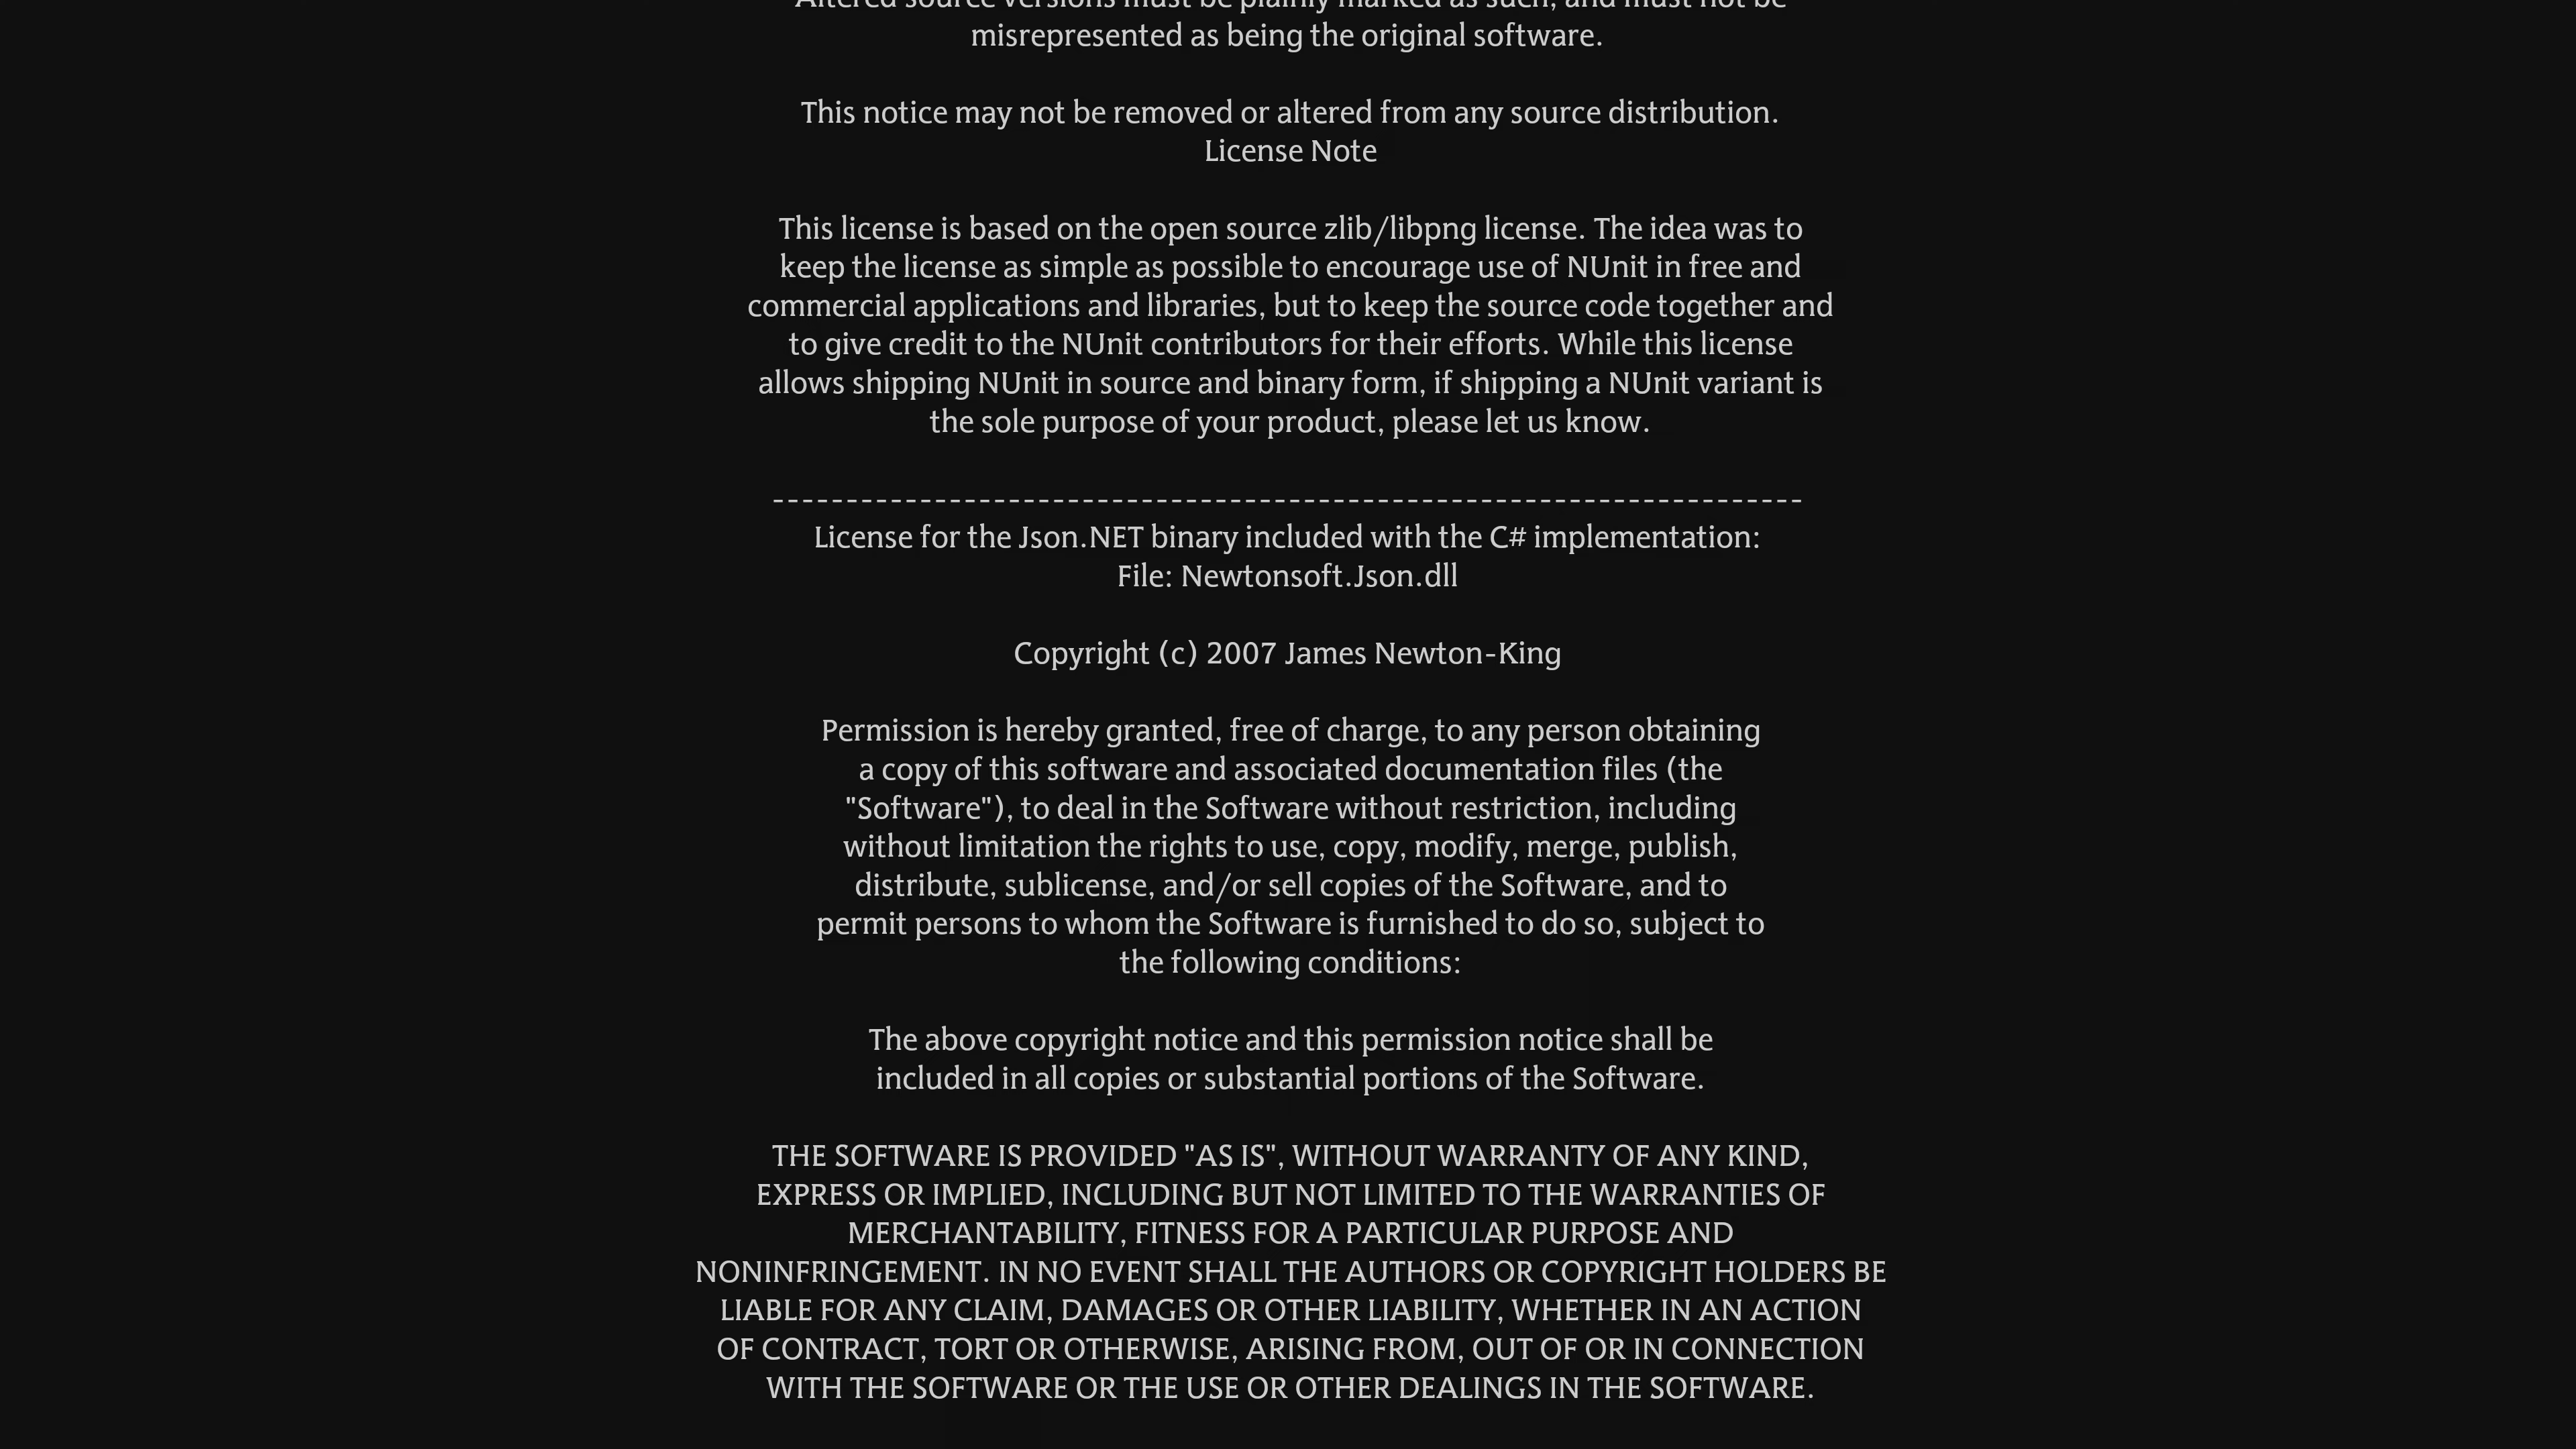 Altered source versions must be plainly marked as such, and must not be
misrepresented as being the original software.
This notice may not be removed or altered from any source distribution.
License Note
This license is based on the open source zlib/libpng license. The idea was to
keep the license as simple as possible to encourage use of NUnit in free and
commercial applications and libraries, but to keep the source code together and
to give credit to the NUnit contributors for their efforts. While this license
allows shipping NUnit in source and binary form, if shipping a NUnit variant is
the sole purpose of your product, please let us know.
----------------------------------------------------------------------
License for the Json.NET binary included with the C# implementation:
File: Newtonsoft.Json.dll
Copyright (c) 2007 James Newton-King
Permission is hereby granted, free of charge, to any person obtaining
a copy of this software and associated documentation files (the
"Software"), to deal in the Software without restriction, including
without limitation the rights to use, copy, modify, merge, publish,
distribute, sublicense, and/or sell copies of the Software, and to
permit persons to whom the Software is furnished to do so, subject to
the following conditions:
The above copyright notice and this permission notice shall be
included in all copies or substantial portions of the Software.
THE SOFTWARE IS PROVIDED "AS IS", WITHOUT WARRANTY OF ANY KIND,
EXPRESS OR IMPLIED, INCLUDING BUT NOT LIMITED TO THE WARRANTIES OF
MERCHANTABILITY, FITNESS FOR A PARTICULAR PURPOSE AND
NONINFRINGEMENT. IN NO EVENT SHALL THE AUTHORS OR COPYRIGHT HOLDERS BE
LIABLE FOR ANY CLAIM, DAMAGES OR OTHER LIABILITY, WHETHER IN AN ACTION
OF CONTRACT, TORT OR OTHERWISE, ARISING FROM, OUT OF OR IN CONNECTION
WITH THE SOFTWARE OR THE USE OR OTHER DEALINGS IN THE SOFTWARE.